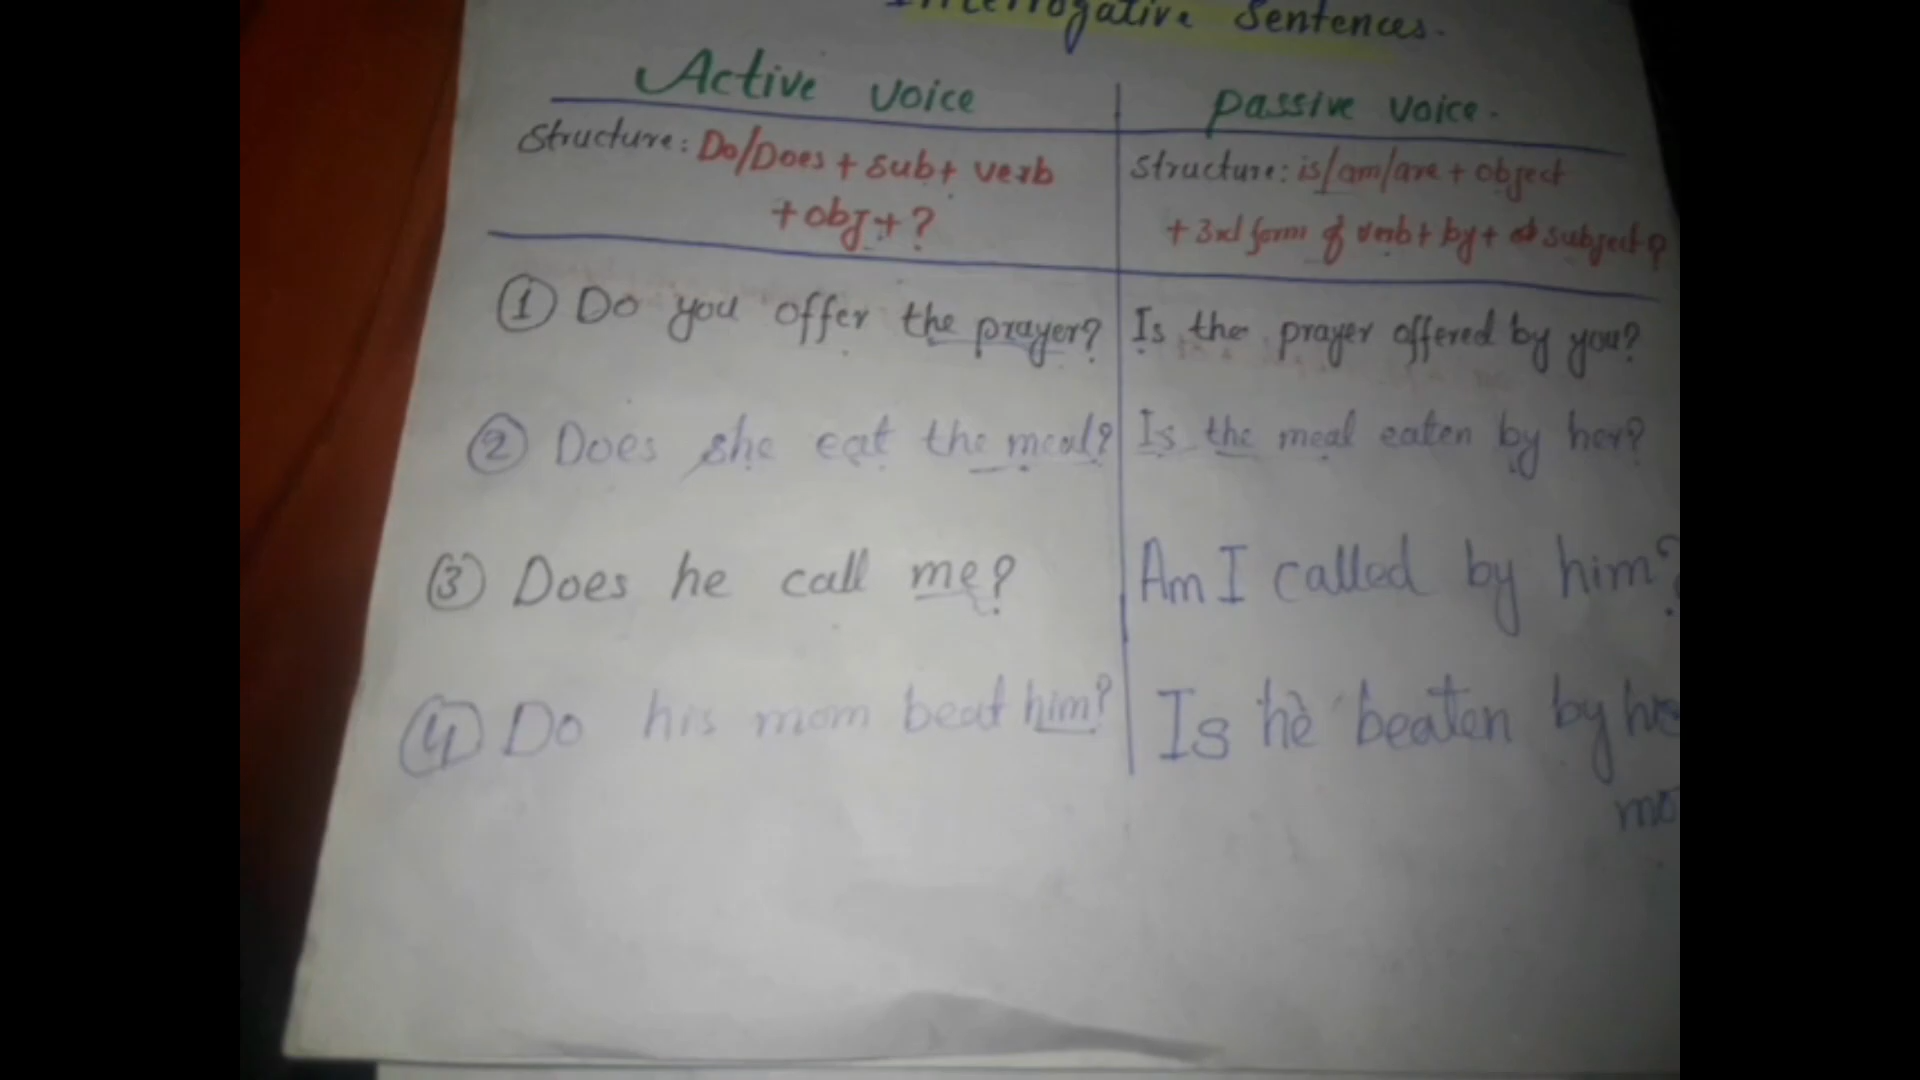 Interrogative Sentences.
Active voice
passive voice.
Structure: Do/Does + sub + verb
+ obj + ?
structure: is/am/are + object
+ 3rd form of verb + by + subject?
① Do you offer the prayer?
Is the prayer offered by you?
② Does she eat the meal?
Is the meal eaten by her?
③ Does he call me?
Am I called by him?
④ Do his mom beat him?
Is he beaten by his
mo